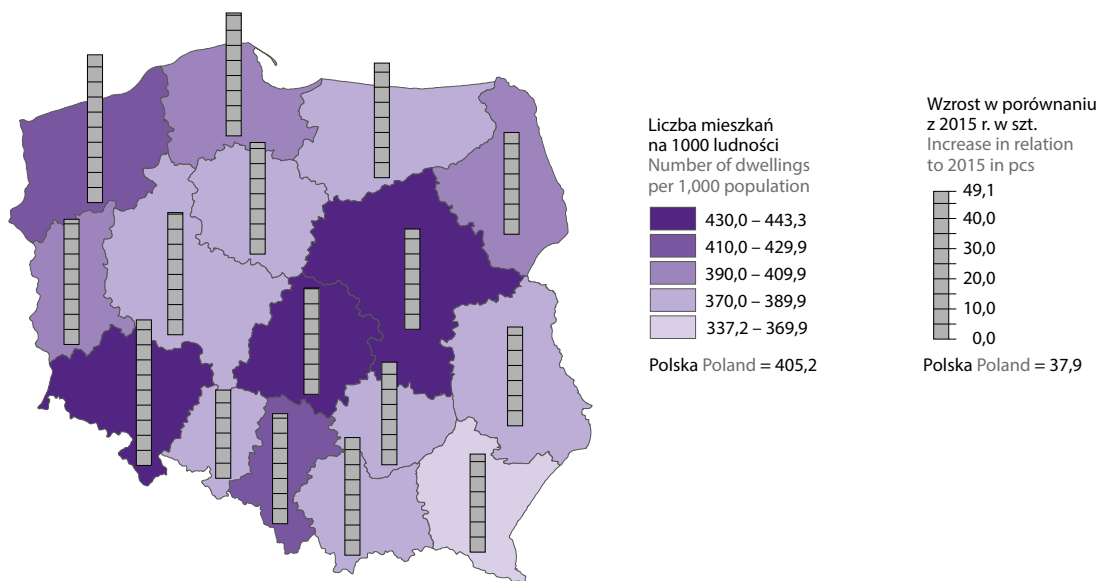 Liczba mieszkań
na 1000 ludności
Number of dwellings
per 1,000 population
430,0 – 443,3
410,0 – 429,9
390,0 – 409,9
370,0 – 389,9
337,2 – 369,9
Polska Poland = 405,2
Wzrost w porównaniu
z 2015 r. w szt.
Increase in relation
to 2015 in pcs
49,1
40,0
30,0
20,0
10,0
0,0
Polska Poland = 37,9